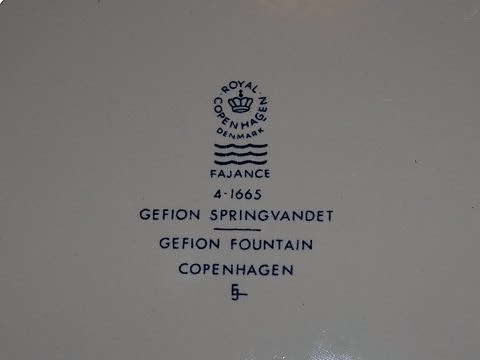 ROYAL
COPENHAGEN
DENMARK
FAJANCE
4-1665
GEFION SPRINGVANDET
GEFION FOUNTAIN
COPENHAGEN